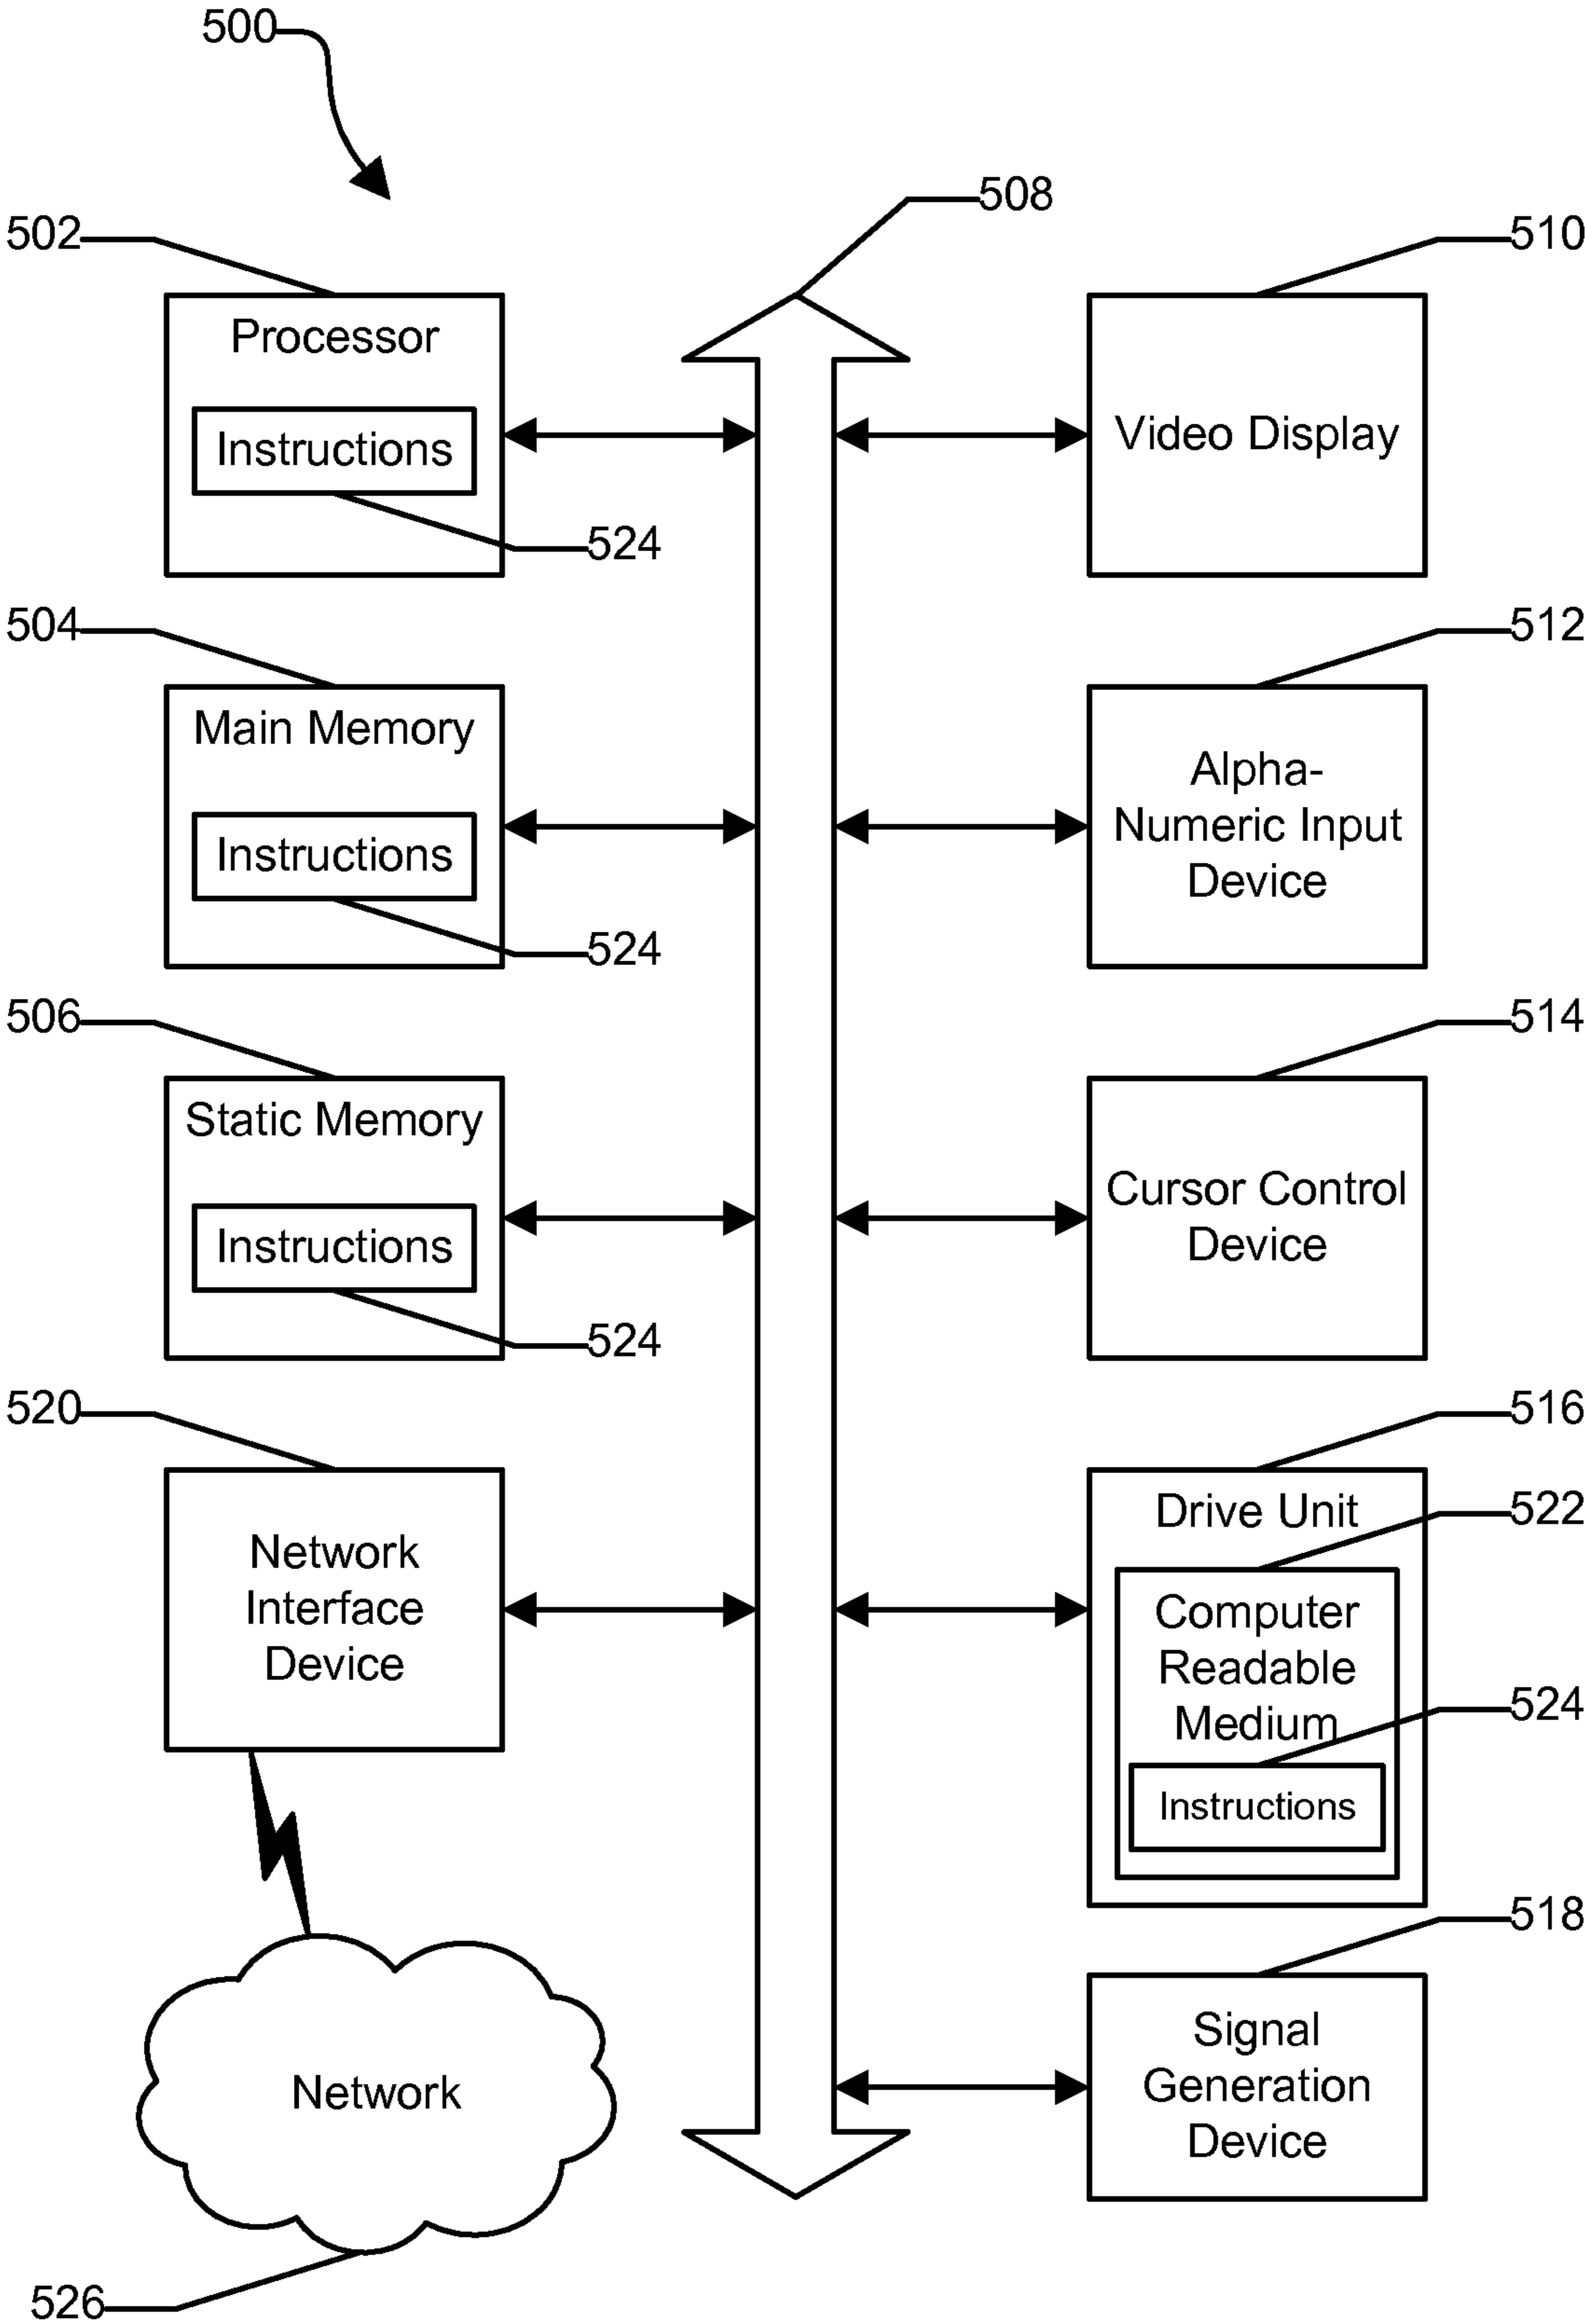 500
508
502
510
Processor
Instructions
524
Video Display
504
512
Main Memory
Instructions
524
Alpha-
Numeric Input
Device
506
514
Static Memory
Instructions
524
Cursor Control
Device
520
516
Network
Interface
Device
Drive Unit
522
Computer
Readable
Medium
524
Instructions
518
Network
Signal
Generation
Device
526